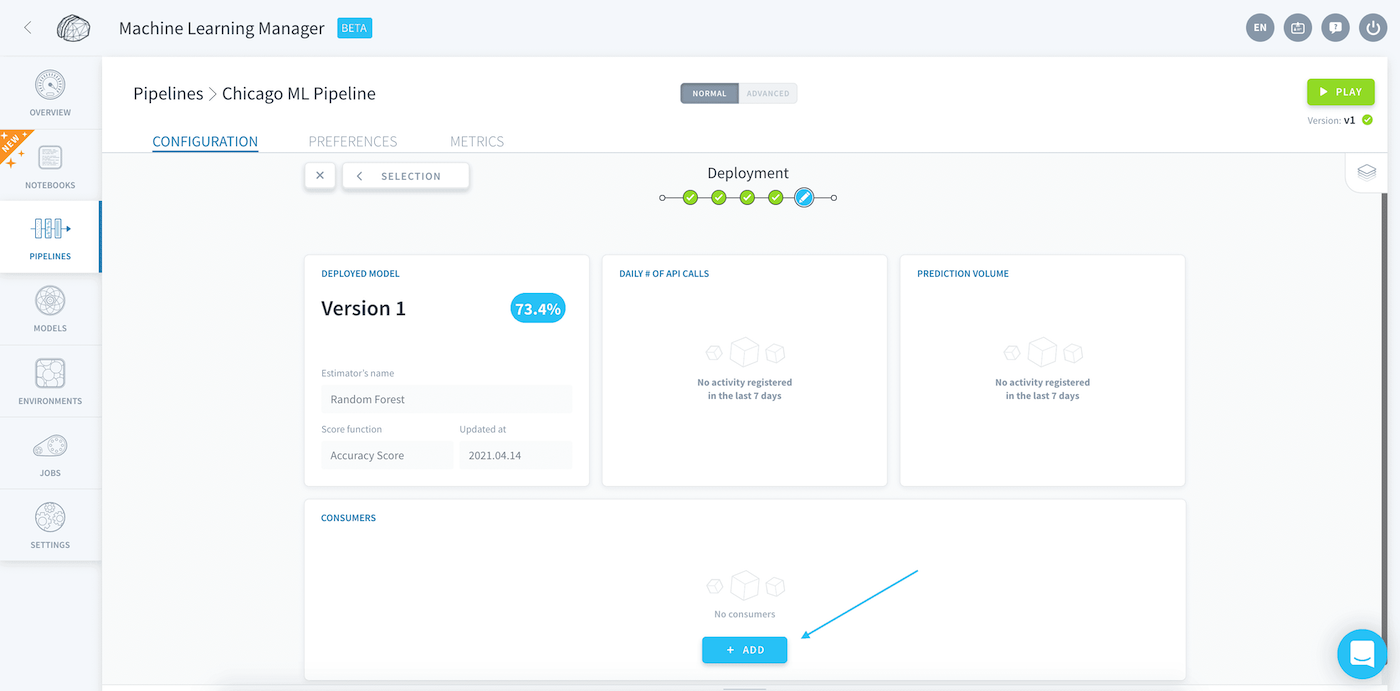 Machine Learning Manager BETA
EN
OVERVIEW
NEW
NOTEBOOKS
PIPELINES
MODELS
ENVIRONMENTS
JOBS
SETTINGS
Pipelines > Chicago ML Pipeline
NORMAL ADVANCED
PLAY
Version: v1
CONFIGURATION PREFERENCES METRICS
SELECTION
Deployment
DEPLOYED MODEL
Version 1 73.4%
Estimator's name
Random Forest
Score function Updated at
Accuracy Score 2021.04.14
DAILY # OF API CALLS
No activity registered
in the last 7 days
PREDICTION VOLUME
No activity registered
in the last 7 days
CONSUMERS
No consumers
+ ADD